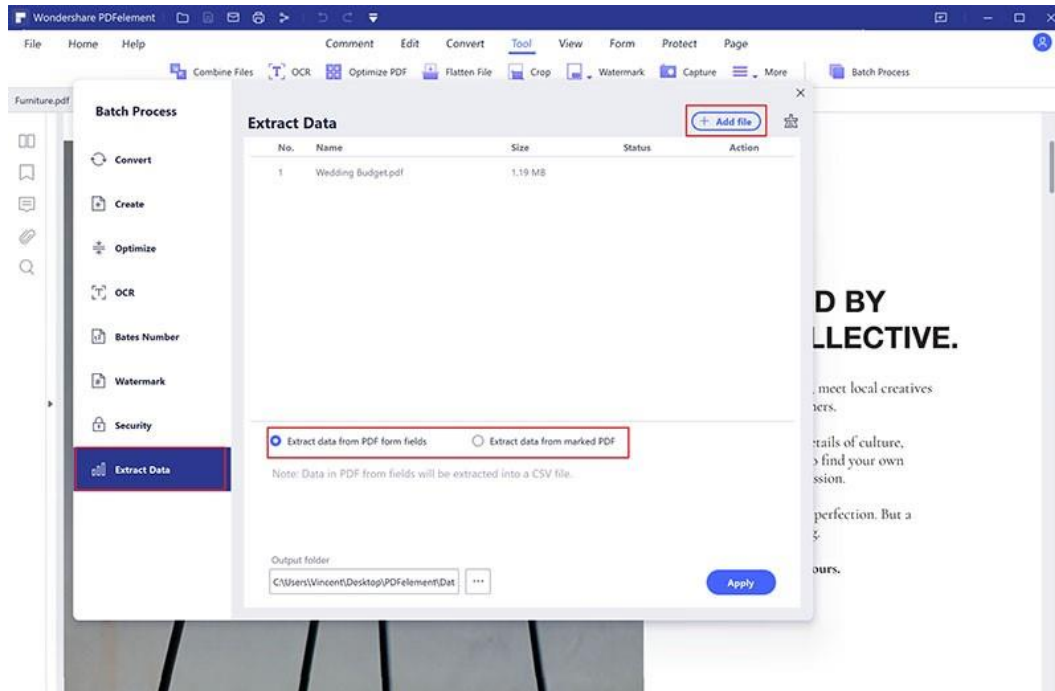 Wondershare PDFelement
File Home Help Comment Edit Convert Tool View Form Protect Page
Combine Files OCR Optimize PDF Flatten File Crop Watermark Capture More Batch Process
Furniture.pdf
Batch Process
Convert
Create
Optimize
OCR
Bates Number
Watermark
Security
Extract Data
Extract Data
+ Add file
No. Name Size Status Action
1 Wedding Budget.pdf 1.19 MB
Extract data from PDF form fields Extract data from marked PDF
Note: Data in PDF from fields will be extracted into a CSV file.
Output folder
C:\Users\Vincent\Desktop\PDFelement\Dat ...
Apply
D BY
LLECTIVE.
, meet local creatives
ners.
tails of culture,
o find your own
ssion.
perfection. But a
g.
ours.